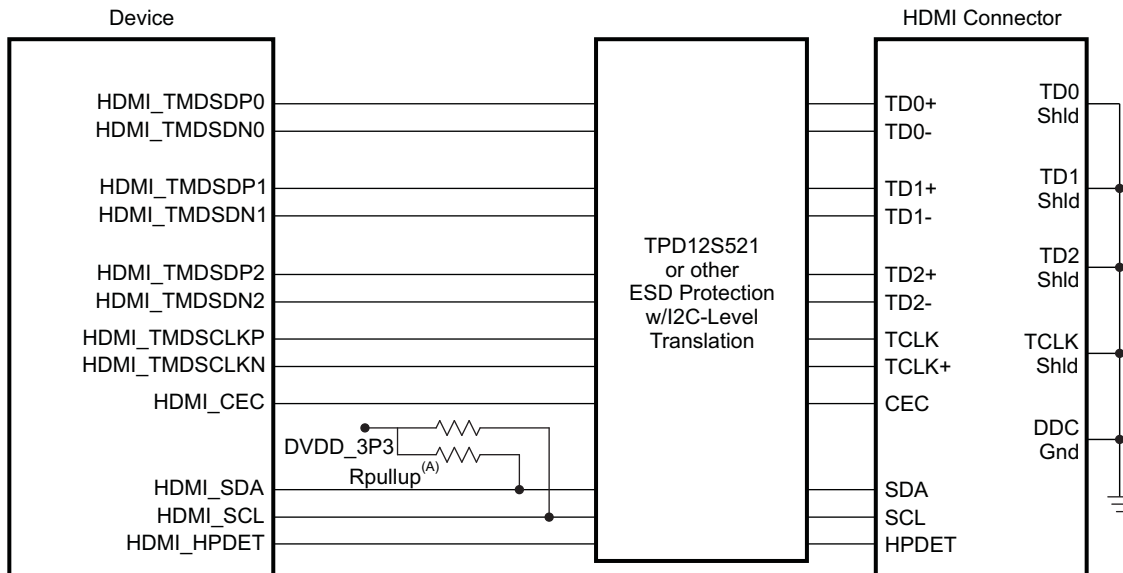 Device
HDMI Connector
HDMI_TMDSDP0
HDMI_TMDSDN0
HDMI_TMDSDP1
HDMI_TMDSDN1
HDMI_TMDSDP2
HDMI_TMDSDN2
HDMI_TMDSCLKP
HDMI_TMDSCLKN
HDMI_CEC
DVDD_3P3
Rpullup(A)
HDMI_SDA
HDMI_SCL
HDMI_HPDET
TPD12S521
or other
ESD Protection
w/I2C-Level
Translation
TD0+
TD0-
TD1+
TD1-
TD2+
TD2-
TCLK
TCLK+
CEC
SDA
SCL
HPDET
TD0
Shld
TD1
Shld
TD2
Shld
TCLK
Shld
DDC
Gnd